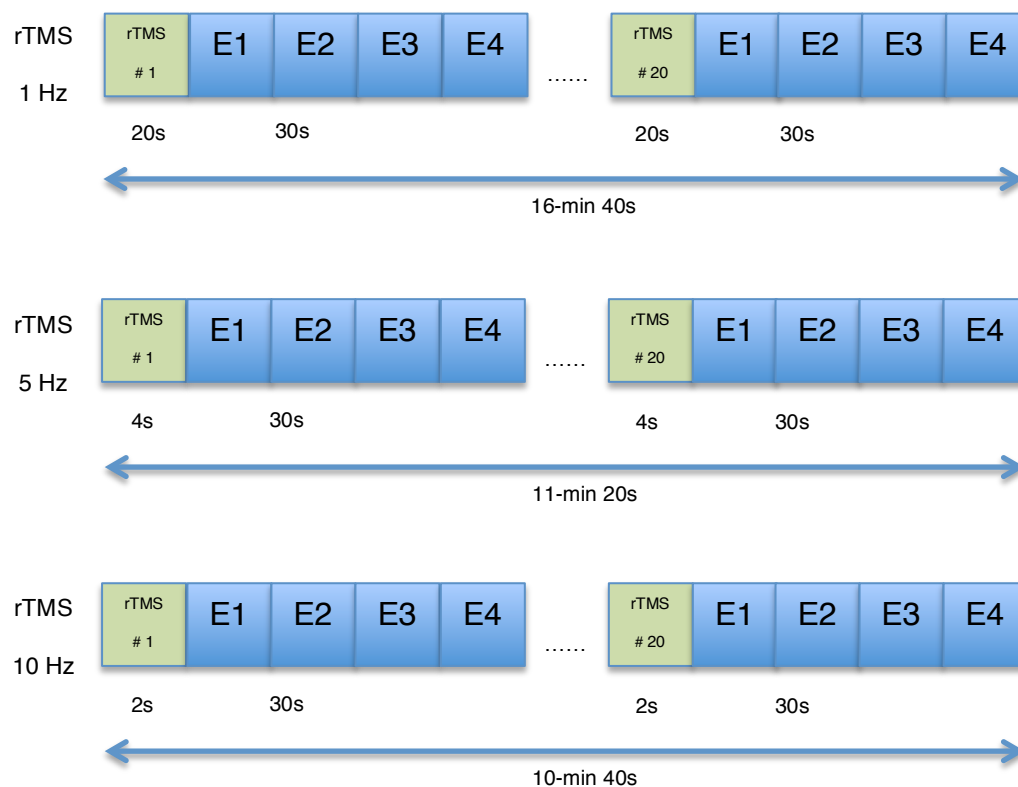 rTMS
1 Hz
rTMS
# 1
E1 E2 E3 E4
......
rTMS
# 20
E1 E2 E3 E4
20s 30s 20s 30s
16-min 40s
rTMS
5 Hz
rTMS
# 1
E1 E2 E3 E4
......
rTMS
# 20
E1 E2 E3 E4
4s 30s 4s 30s
11-min 20s
rTMS
10 Hz
rTMS
# 1
E1 E2 E3 E4
......
rTMS
# 20
E1 E2 E3 E4
2s 30s 2s 30s
10-min 40s